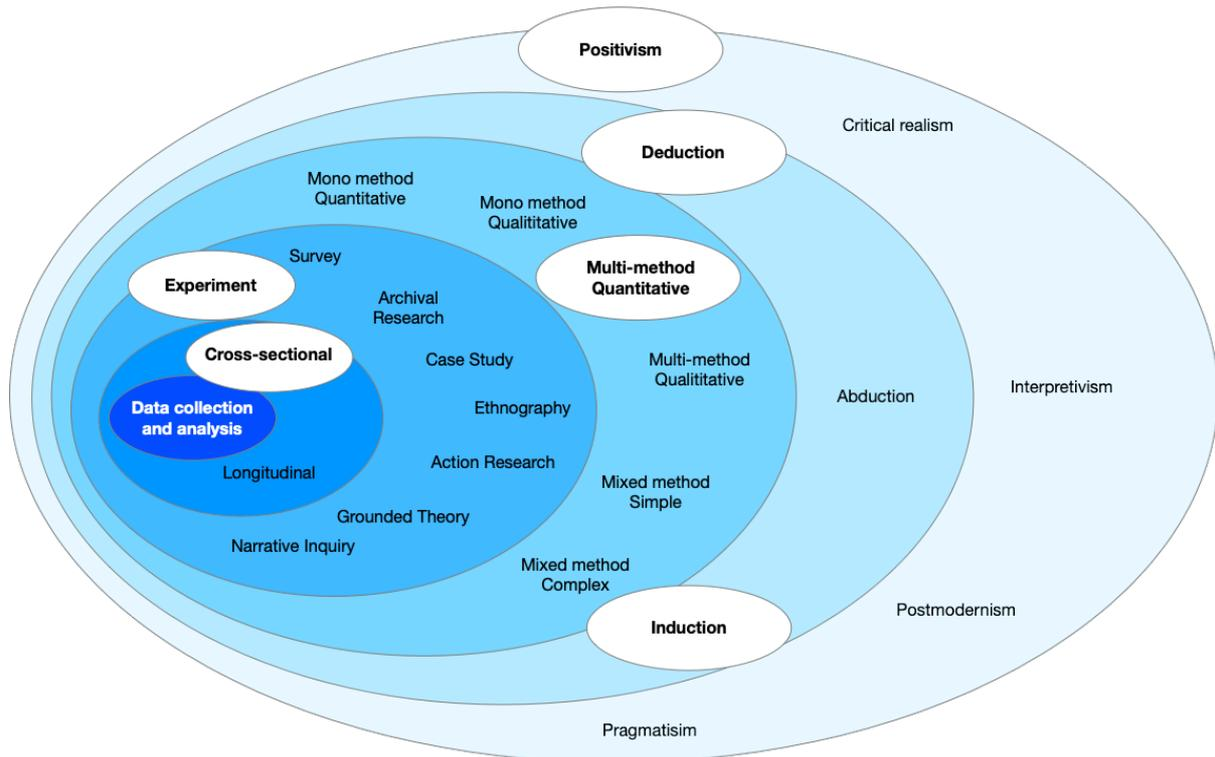 Positivism
Critical realism
Deduction
Mono method
Quantitative
Mono method
Qualititative
Survey
Multi-method
Quantitative
Experiment
Archival
Research
Cross-sectional
Case Study
Multi-method
Qualititative
Interpretivism
Abduction
Data collection
and analysis
Ethnography
Action Research
Longitudinal
Mixed method
Simple
Grounded Theory
Narrative Inquiry
Mixed method
Complex
Postmodernism
Induction
Pragmatisim